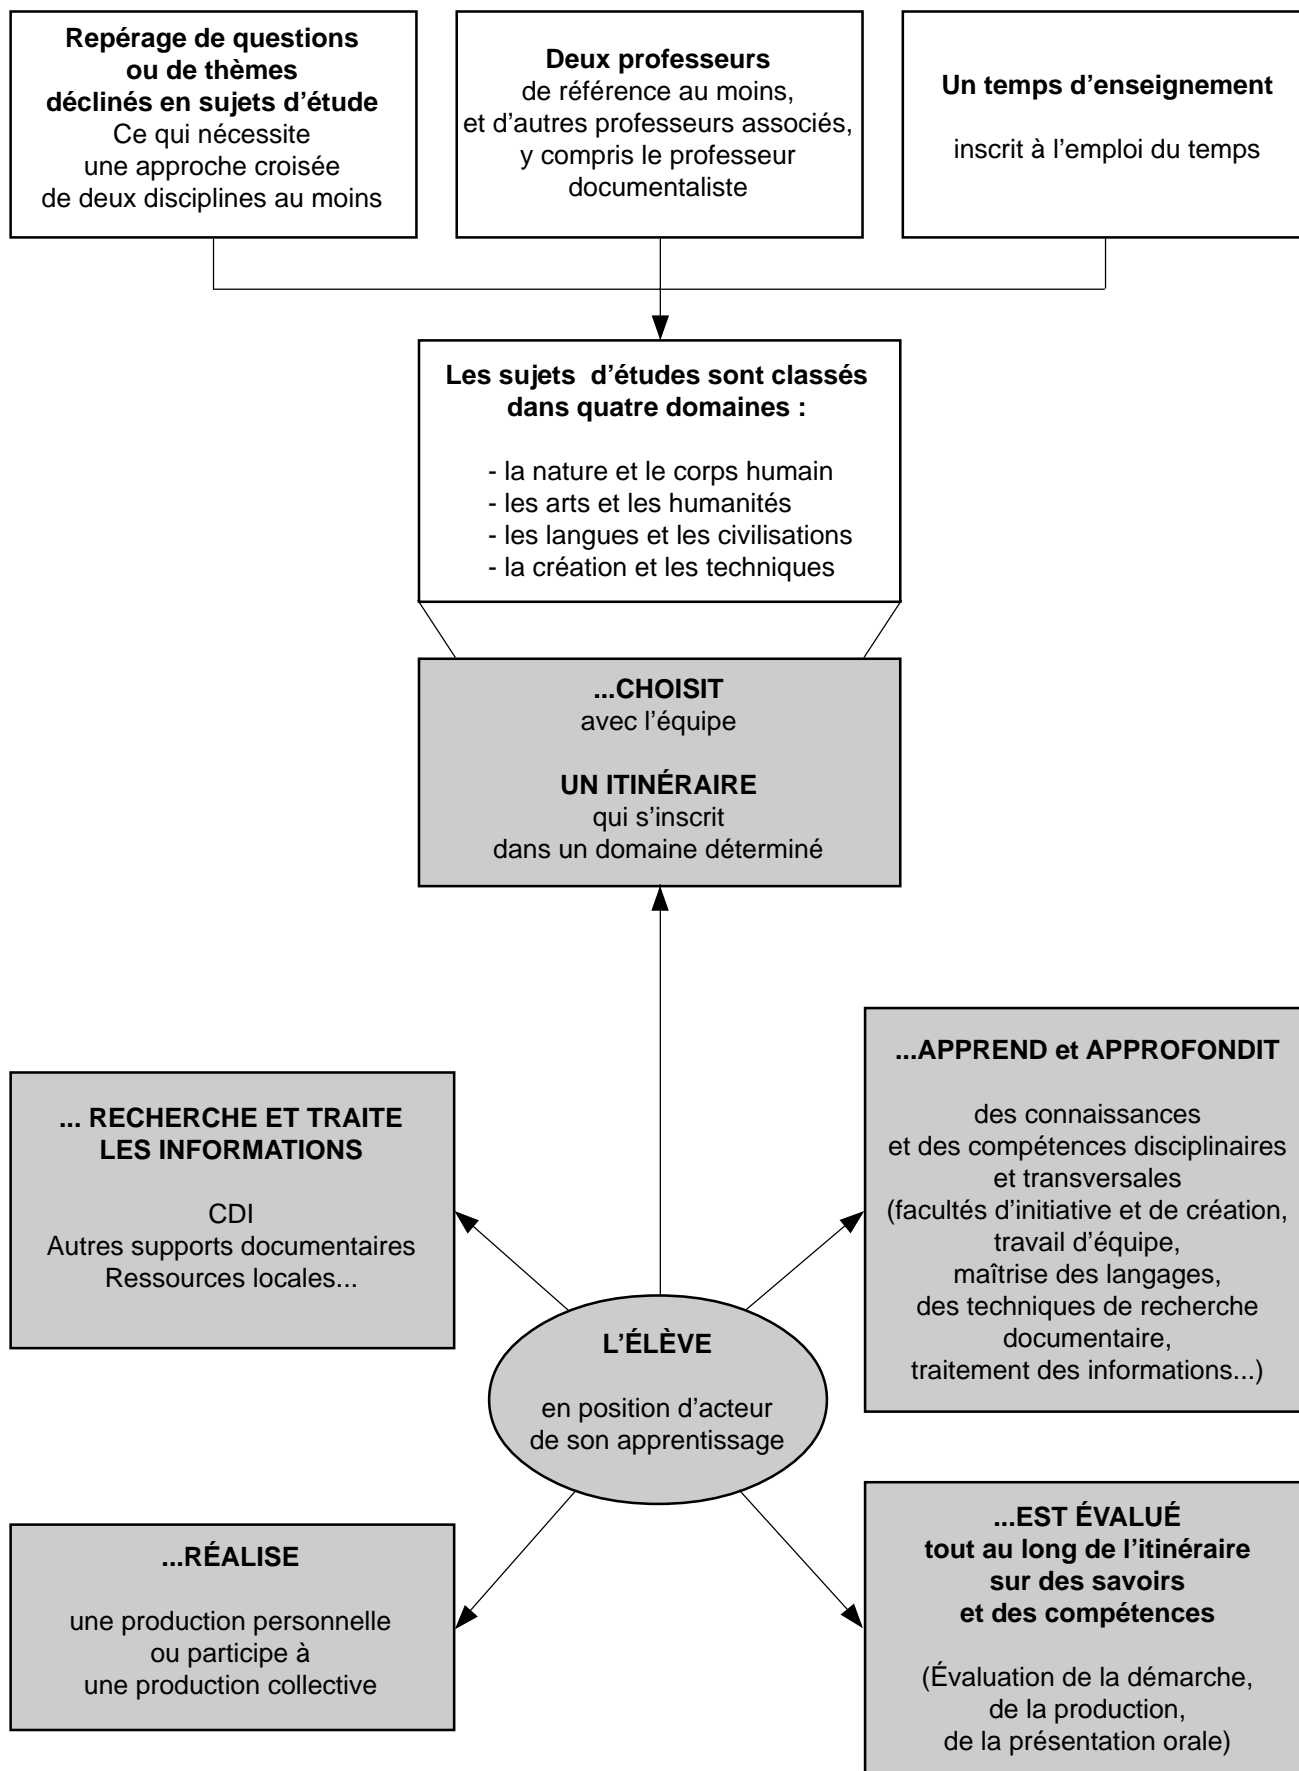 Repérage de questions
ou de thèmes
déclinés en sujets d’étude
Ce qui nécessite
une approche croisée
de deux disciplines au moins
Deux professeurs
de référence au moins,
et d’autres professeurs associés,
y compris le professeur
documentaliste
Un temps d’enseignement
inscrit à l’emploi du temps
Les sujets d’études sont classés
dans quatre domaines :
- la nature et le corps humain
- les arts et les humanités
- les langues et les civilisations
- la création et les techniques
...CHOISIT
avec l’équipe
UN ITINÉRAIRE
qui s’inscrit
dans un domaine déterminé
... RECHERCHE ET TRAITE
LES INFORMATIONS
CDI
Autres supports documentaires
Ressources locales...
...APPREND et APPROFONDIT
des connaissances
et des compétences disciplinaires
et transversales
(facultés d’initiative et de création,
travail d’équipe,
maîtrise des langages,
des techniques de recherche
documentaire,
traitement des informations...)
L’ÉLÈVE
en position d’acteur
de son apprentissage
...RÉALISE
une production personnelle
ou participe à
une production collective
...EST ÉVALUÉ
tout au long de l’itinéraire
sur des savoirs
et des compétences
(Évaluation de la démarche,
de la production,
de la présentation orale)